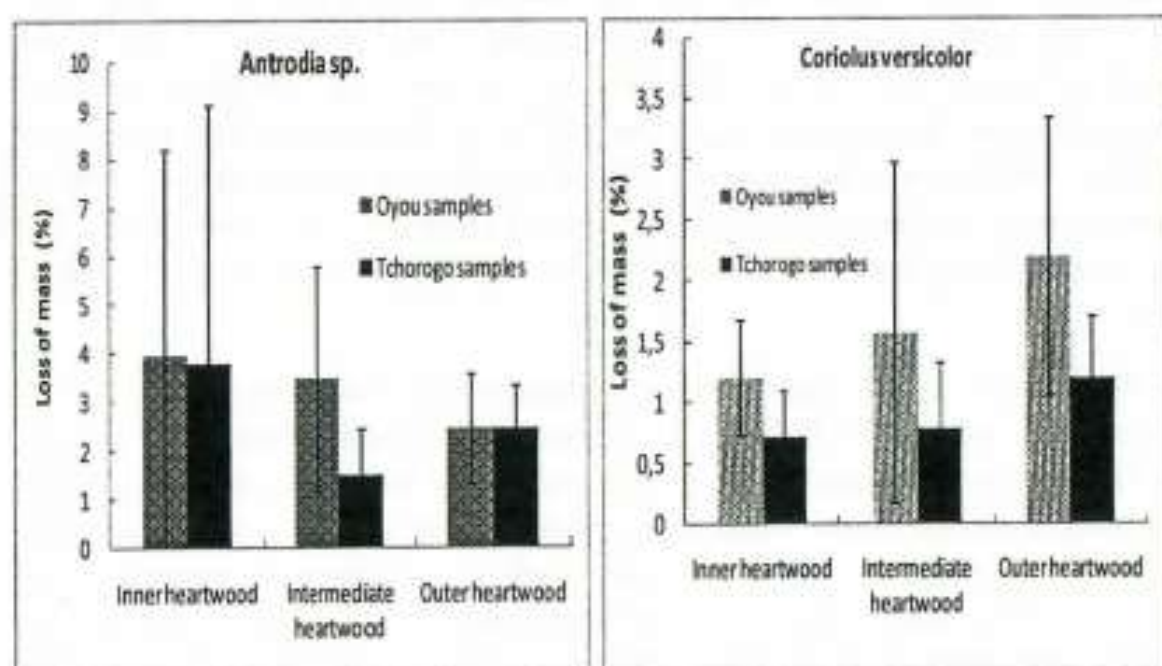 Antrodia sp.
Loss of mass (%)
10
9
8
7
6
5
4
3
2
1
0
Oyou samples
Tchorogo samples
Inner heartwood
Intermediate
heartwood
Outer heartwood
Coriolus versicolor
Loss of mass (%)
4
3,5
3
2,5
2
1,5
1
0,5
0
Oyou samples
Tchorogo samples
Inner heartwood
Intermediate
heartwood
Outer heartwood